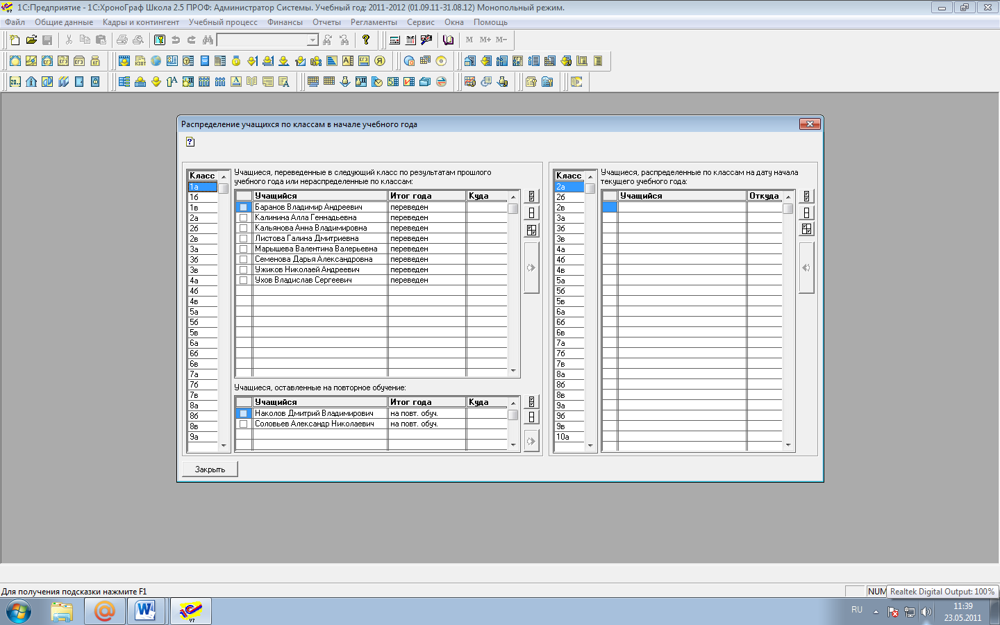 1С:Предприятие - 1С:ХроноГраф Школа 2.5 ПРОФ: Администратор Системы. Учебный год: 2011-2012 (01.09.11-31.08.12) Монопольный режим.
Файл Общие данные Кадры и контингент Учебный процесс Финансы Отчеты Регламенты Сервис Окна Помощь
M M+ M-
Распределение учащихся по классам в начале учебного года
Класс
1а
1б
1в
2а
2б
2в
3а
3б
3в
4а
4б
4в
5а
5б
5в
6а
6б
6в
7а
7б
7в
8а
8б
8в
9а
Учащиеся, переведенные в следующий класс по результатам прошлого
учебного года или нераспределенные по классам:
Учащийся Итог года Куда
Баранов Владимир Андреевич переведен
Калинина Алла Геннадьевна переведен
Кальянова Анна Владимировна переведен
Листова Галина Дмитриевна переведен
Марышева Валентина Валерьевна переведен
Семенова Дарья Александровна переведен
Ужиков Николаей Андреевич переведен
Ухов Владислав Сергеевич переведен
Учащиеся, оставленные на повторное обучение:
Учащийся Итог года Куда
Наколов Дмитрий Владимирович на повт. обуч.
Соловьев Александр Николаевич на повт. обуч.
Класс
2а
2б
2в
3а
3б
3в
4а
4б
4в
5а
5б
5в
6а
6б
6в
7а
7б
7в
8а
8б
8в
9а
9б
9в
10а
Учащиеся, распределенные по классам на дату начала
текущего учебного года:
Учащийся Откуда
Закрыть
Для получения подсказки нажмите F1
NUM
Realtek Digital Output: 100%
RU
11:39
23.05.2011